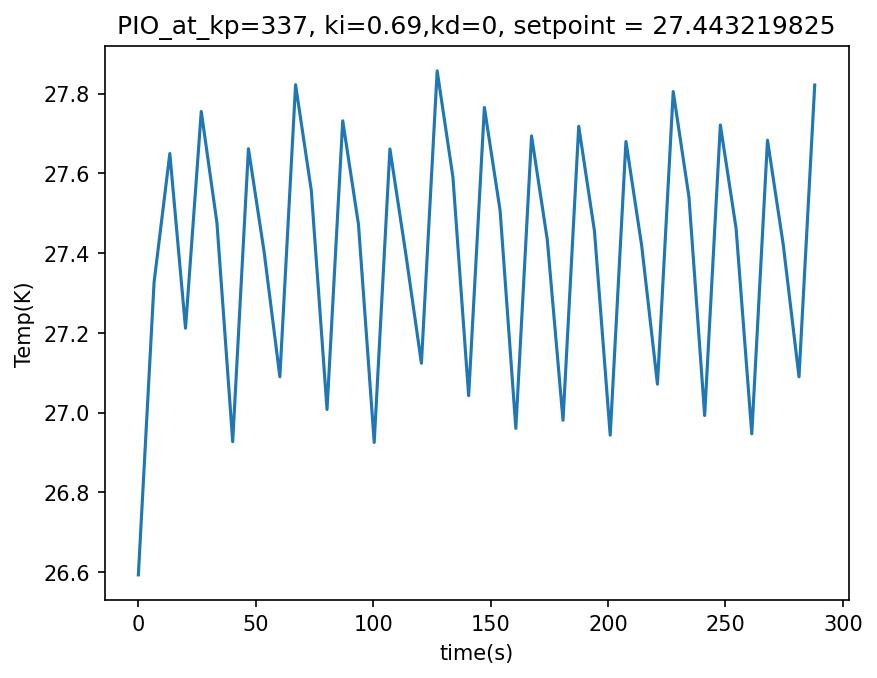 PIO_at_kp=337, ki=0.69,kd=0, setpoint = 27.443219825
27.8
27.6
27.4
27.2
27.0
26.8
26.6
Temp(K)
0 50 100 150 200 250 300
time(s)